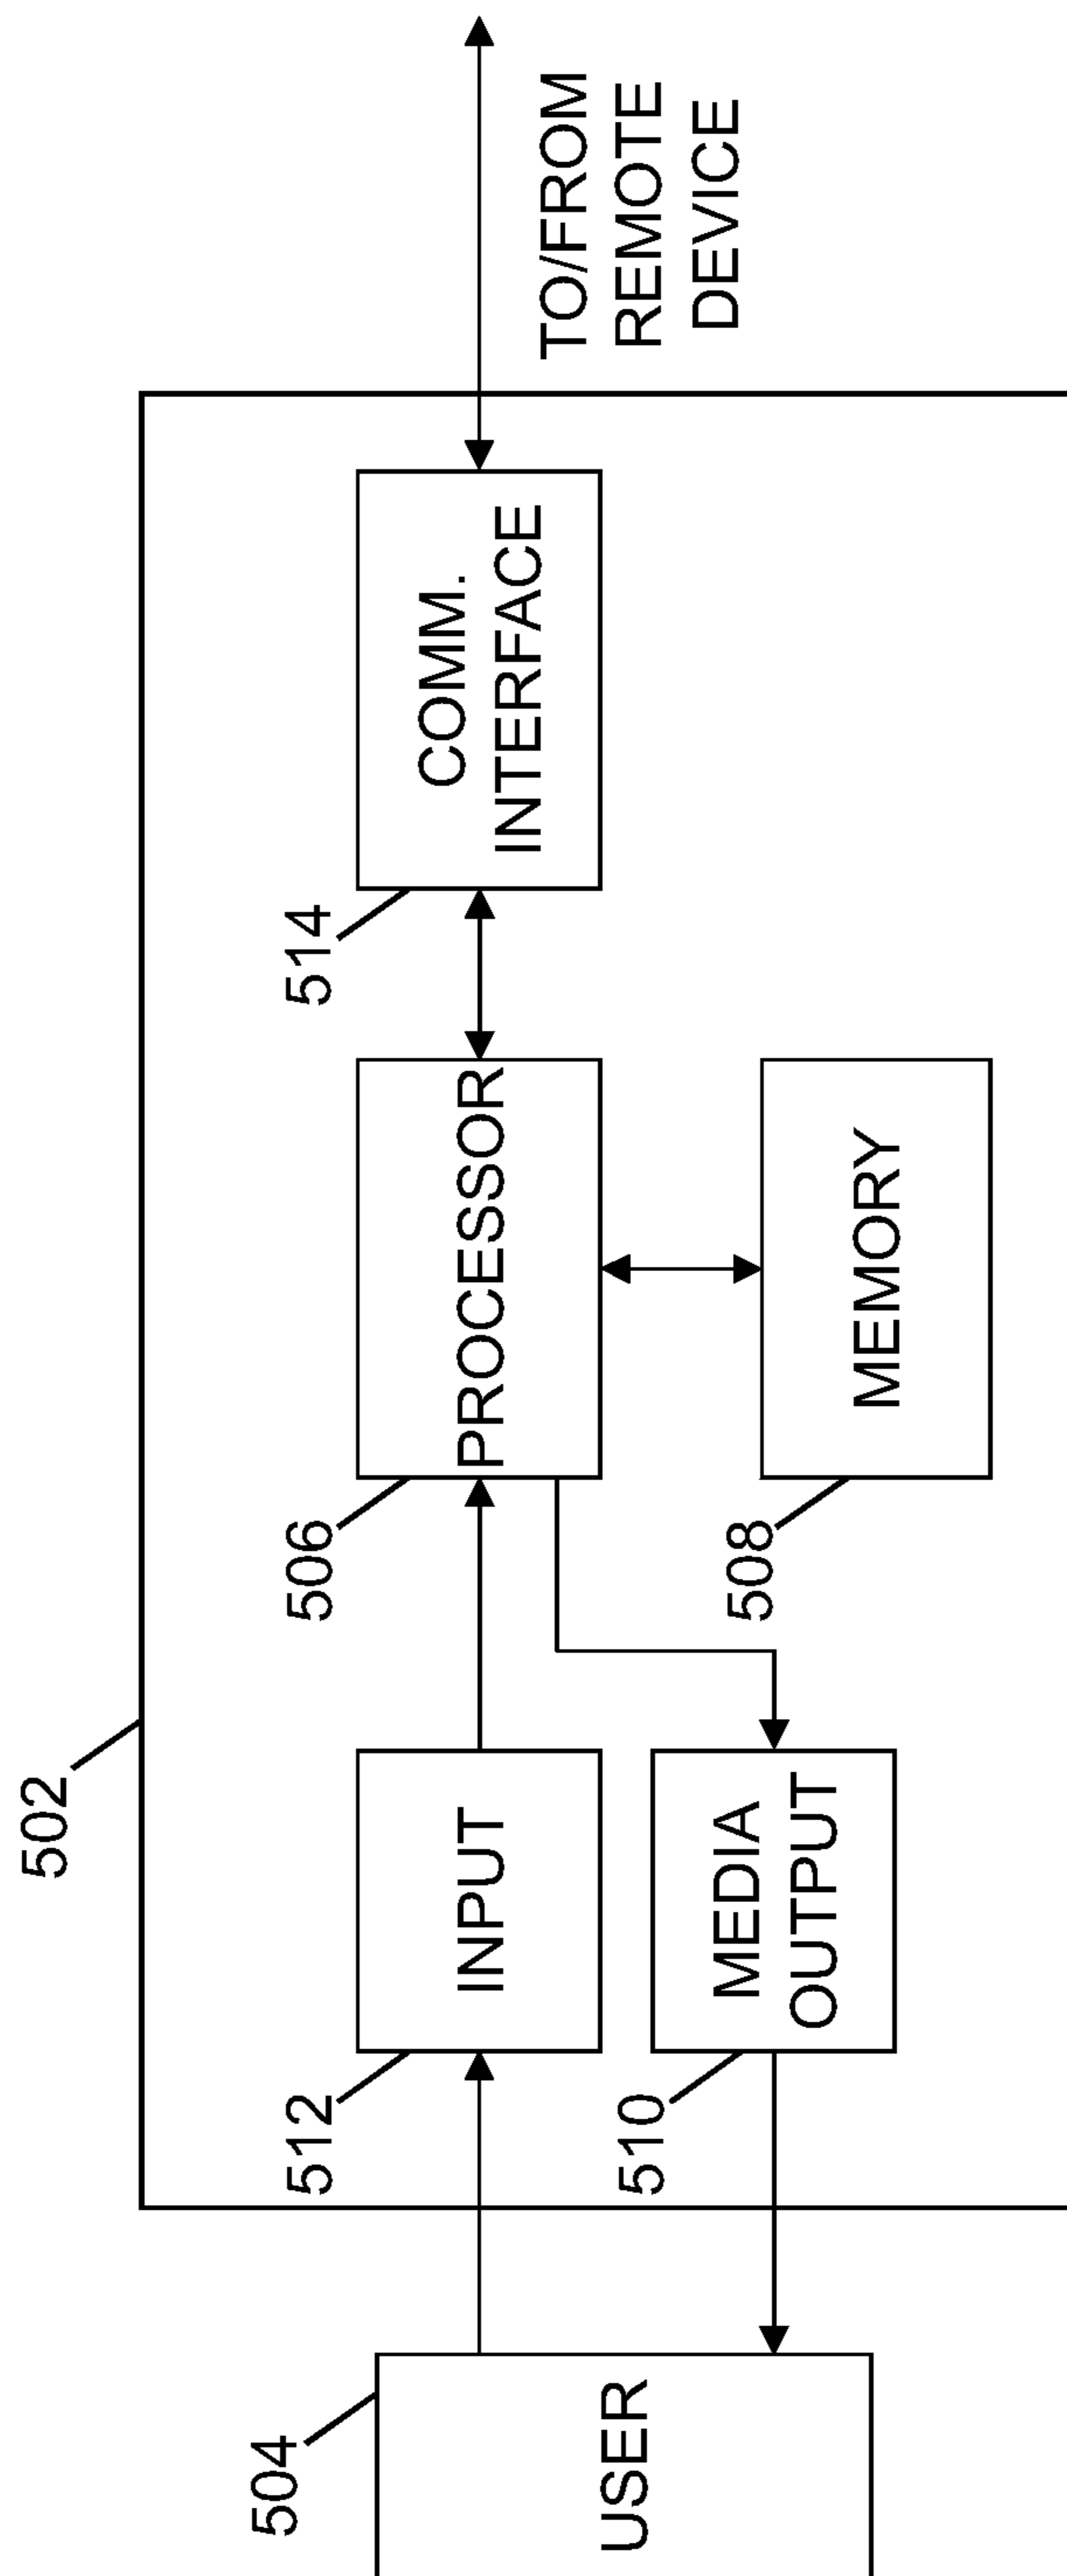 502
504
USER
512
INPUT
510
MEDIA
OUTPUT
506
PROCESSOR
508
MEMORY
514
COMM.
INTERFACE
TO/FROM
REMOTE
DEVICE